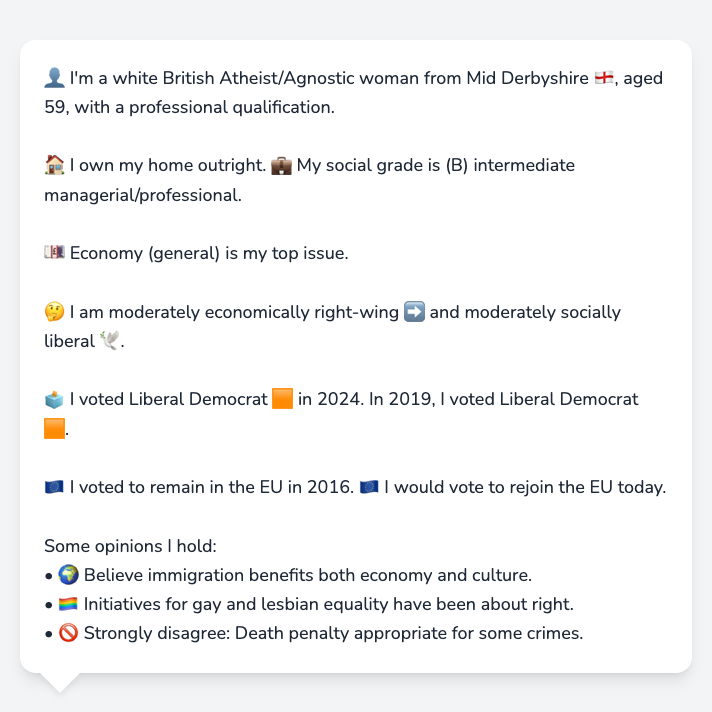 👤 I'm a white British Atheist/Agnostic woman from Mid Derbyshire 🏴󠁧󠁢󠁥󠁮󠁧󠁿, aged
59, with a professional qualification.
🏠 I own my home outright. 💼 My social grade is (B) intermediate
managerial/professional.
💷 Economy (general) is my top issue.
🤔 I am moderately economically right-wing ➡️ and moderately socially
liberal 🕊️.
🗳️ I voted Liberal Democrat 🟧 in 2024. In 2019, I voted Liberal Democrat
🟧.
🇪🇺 I voted to remain in the EU in 2016. 🇪🇺 I would vote to rejoin the EU today.
Some opinions I hold:
• 🌍 Believe immigration benefits both economy and culture.
• 🏳️‍🌈 Initiatives for gay and lesbian equality have been about right.
• 🚫 Strongly disagree: Death penalty appropriate for some crimes.